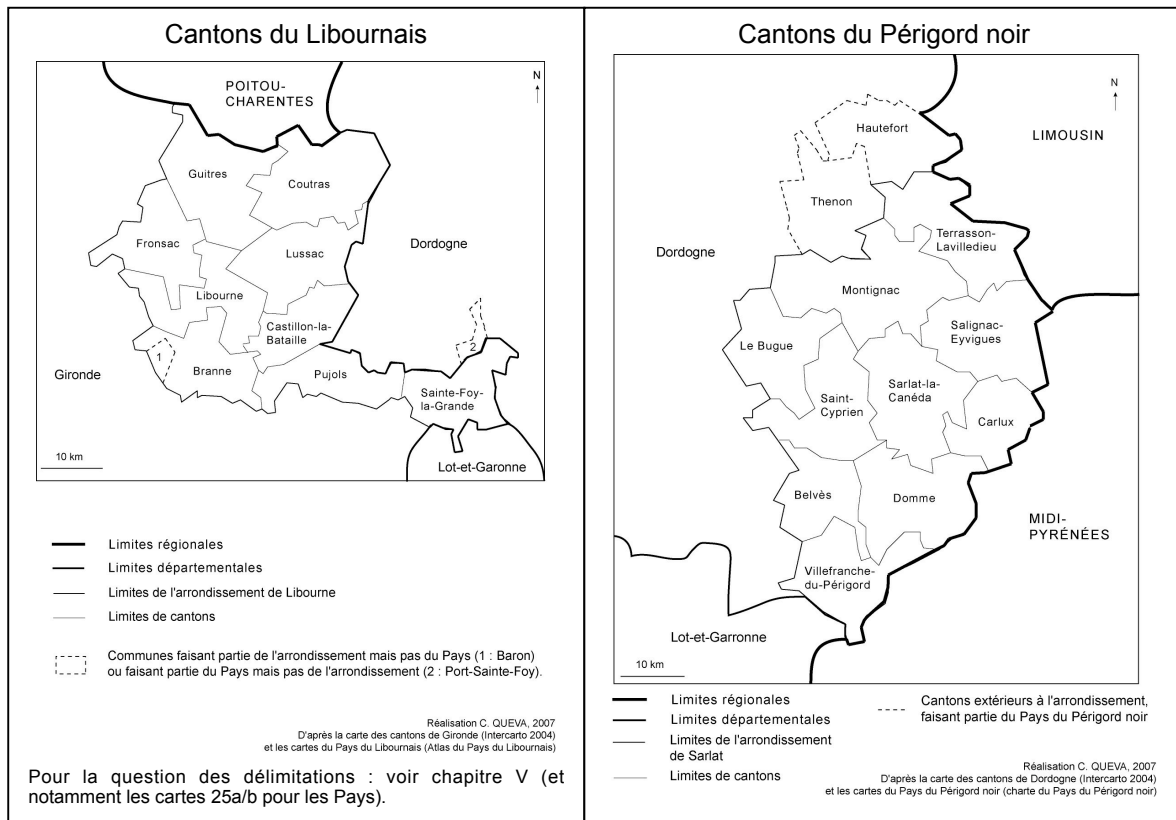 Cantons du Libournais
POITOU-
CHARENTES
N
Guitres
Coutras
Fronsac
Lussac
Dordogne
Libourne
Castillon-la-
Bataille
1
2
Gironde
Branne
Pujols
Sainte-Foy-
la-Grande
10 km
Lot-et-Garonne
Limites régionales
Limites départementales
Limites de l'arrondissement de Libourne
Limites de cantons
Communes faisant partie de l'arrondissement mais pas du Pays (1 : Baron)
ou faisant partie du Pays mais pas de l'arrondissement (2 : Port-Sainte-Foy).
Réalisation C. QUEVA, 2007
D'après la carte des cantons de Gironde (Intercarto 2004)
et les cartes du Pays du Libournais (Atlas du Pays du Libournais)
Pour la question des délimitations : voir chapitre V (et
notamment les cartes 25a/b pour les Pays).
Cantons du Périgord noir
N
Hautefort
LIMOUSIN
Thenon
Terrasson-
Lavilledieu
Dordogne
Montignac
Le Bugue
Salignac-
Eyvigues
Saint-
Cyprien
Sarlat-la-
Canéda
Carlux
Belvès
Domme
MIDI-
PYRÉNÉES
Villefranche-
du-Périgord
Lot-et-Garronne
10 km
Limites régionales
Limites départementales
Limites de l'arrondissement
de Sarlat
Limites de cantons
Cantons extérieurs à l'arrondissement,
faisant partie du Pays du Périgord noir
Réalisation C. QUEVA, 2007
D'après la carte des cantons de Dordogne (Intercarto 2004)
et les cartes du Pays du Périgord noir (charte du Pays du Périgord noir)